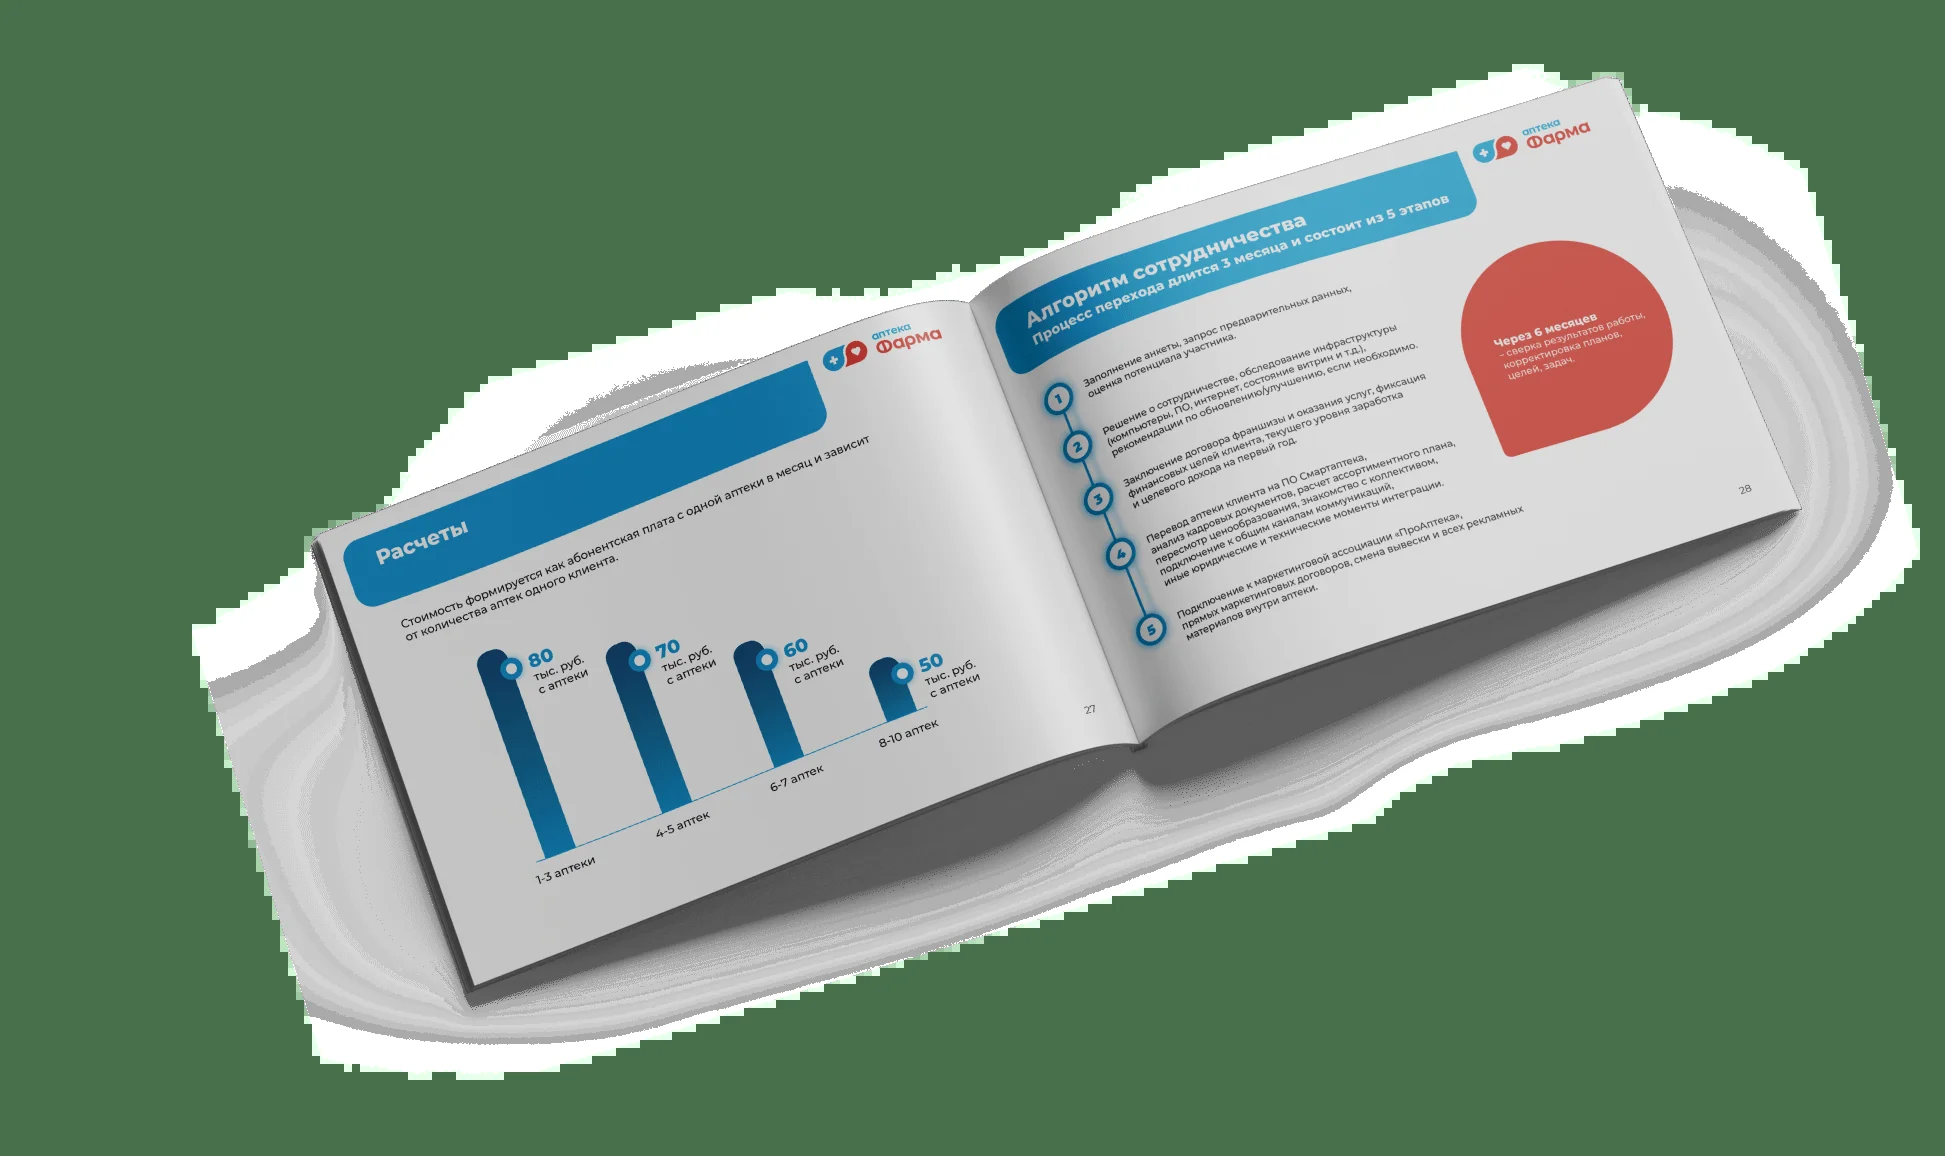 аптека
Фарма
Расчеты
Стоимость формируется как абонентская плата с одной аптеки в месяц и зависит
от количества аптек одного клиента.
80
тыс. руб.
с аптеки
70
тыс. руб.
с аптеки
60
тыс. руб.
с аптеки
50
тыс. руб.
с аптеки
1-3 аптеки
4-5 аптек
6-7 аптек
8-10 аптек
27
аптека
Фарма
Алгоритм сотрудничества
Процесс перехода длится 3 месяца и состоит из 5 этапов
1
Заполнение анкеты, запрос предварительных данных,
оценка потенциала участника.
2
Решение о сотрудничестве, обследование инфраструктуры
(компьютеры, ПО, интернет, состояние витрин и т.д.),
рекомендации по обновлению/улучшению, если необходимо.
3
Заключение договора франшизы и оказания услуг, фиксация
финансовых целей клиента, текущего уровня заработка
и целевого дохода на первый год.
4
Перевод аптеки клиента на ПО Смартаптека,
анализ кадровых документов, расчет ассортиментного плана,
пересмотр ценообразования, знакомство с коллективом,
подключение к общим каналам коммуникаций,
иные юридические и технические моменты интеграции.
5
Подключение к маркетинговой ассоциации «ПроАптека»,
прямых маркетинговых договоров, смена вывески и всех рекламных
материалов внутри аптеки.
Через 6 месяцев
– сверка результатов работы,
корректировка планов,
целей, задач.
28